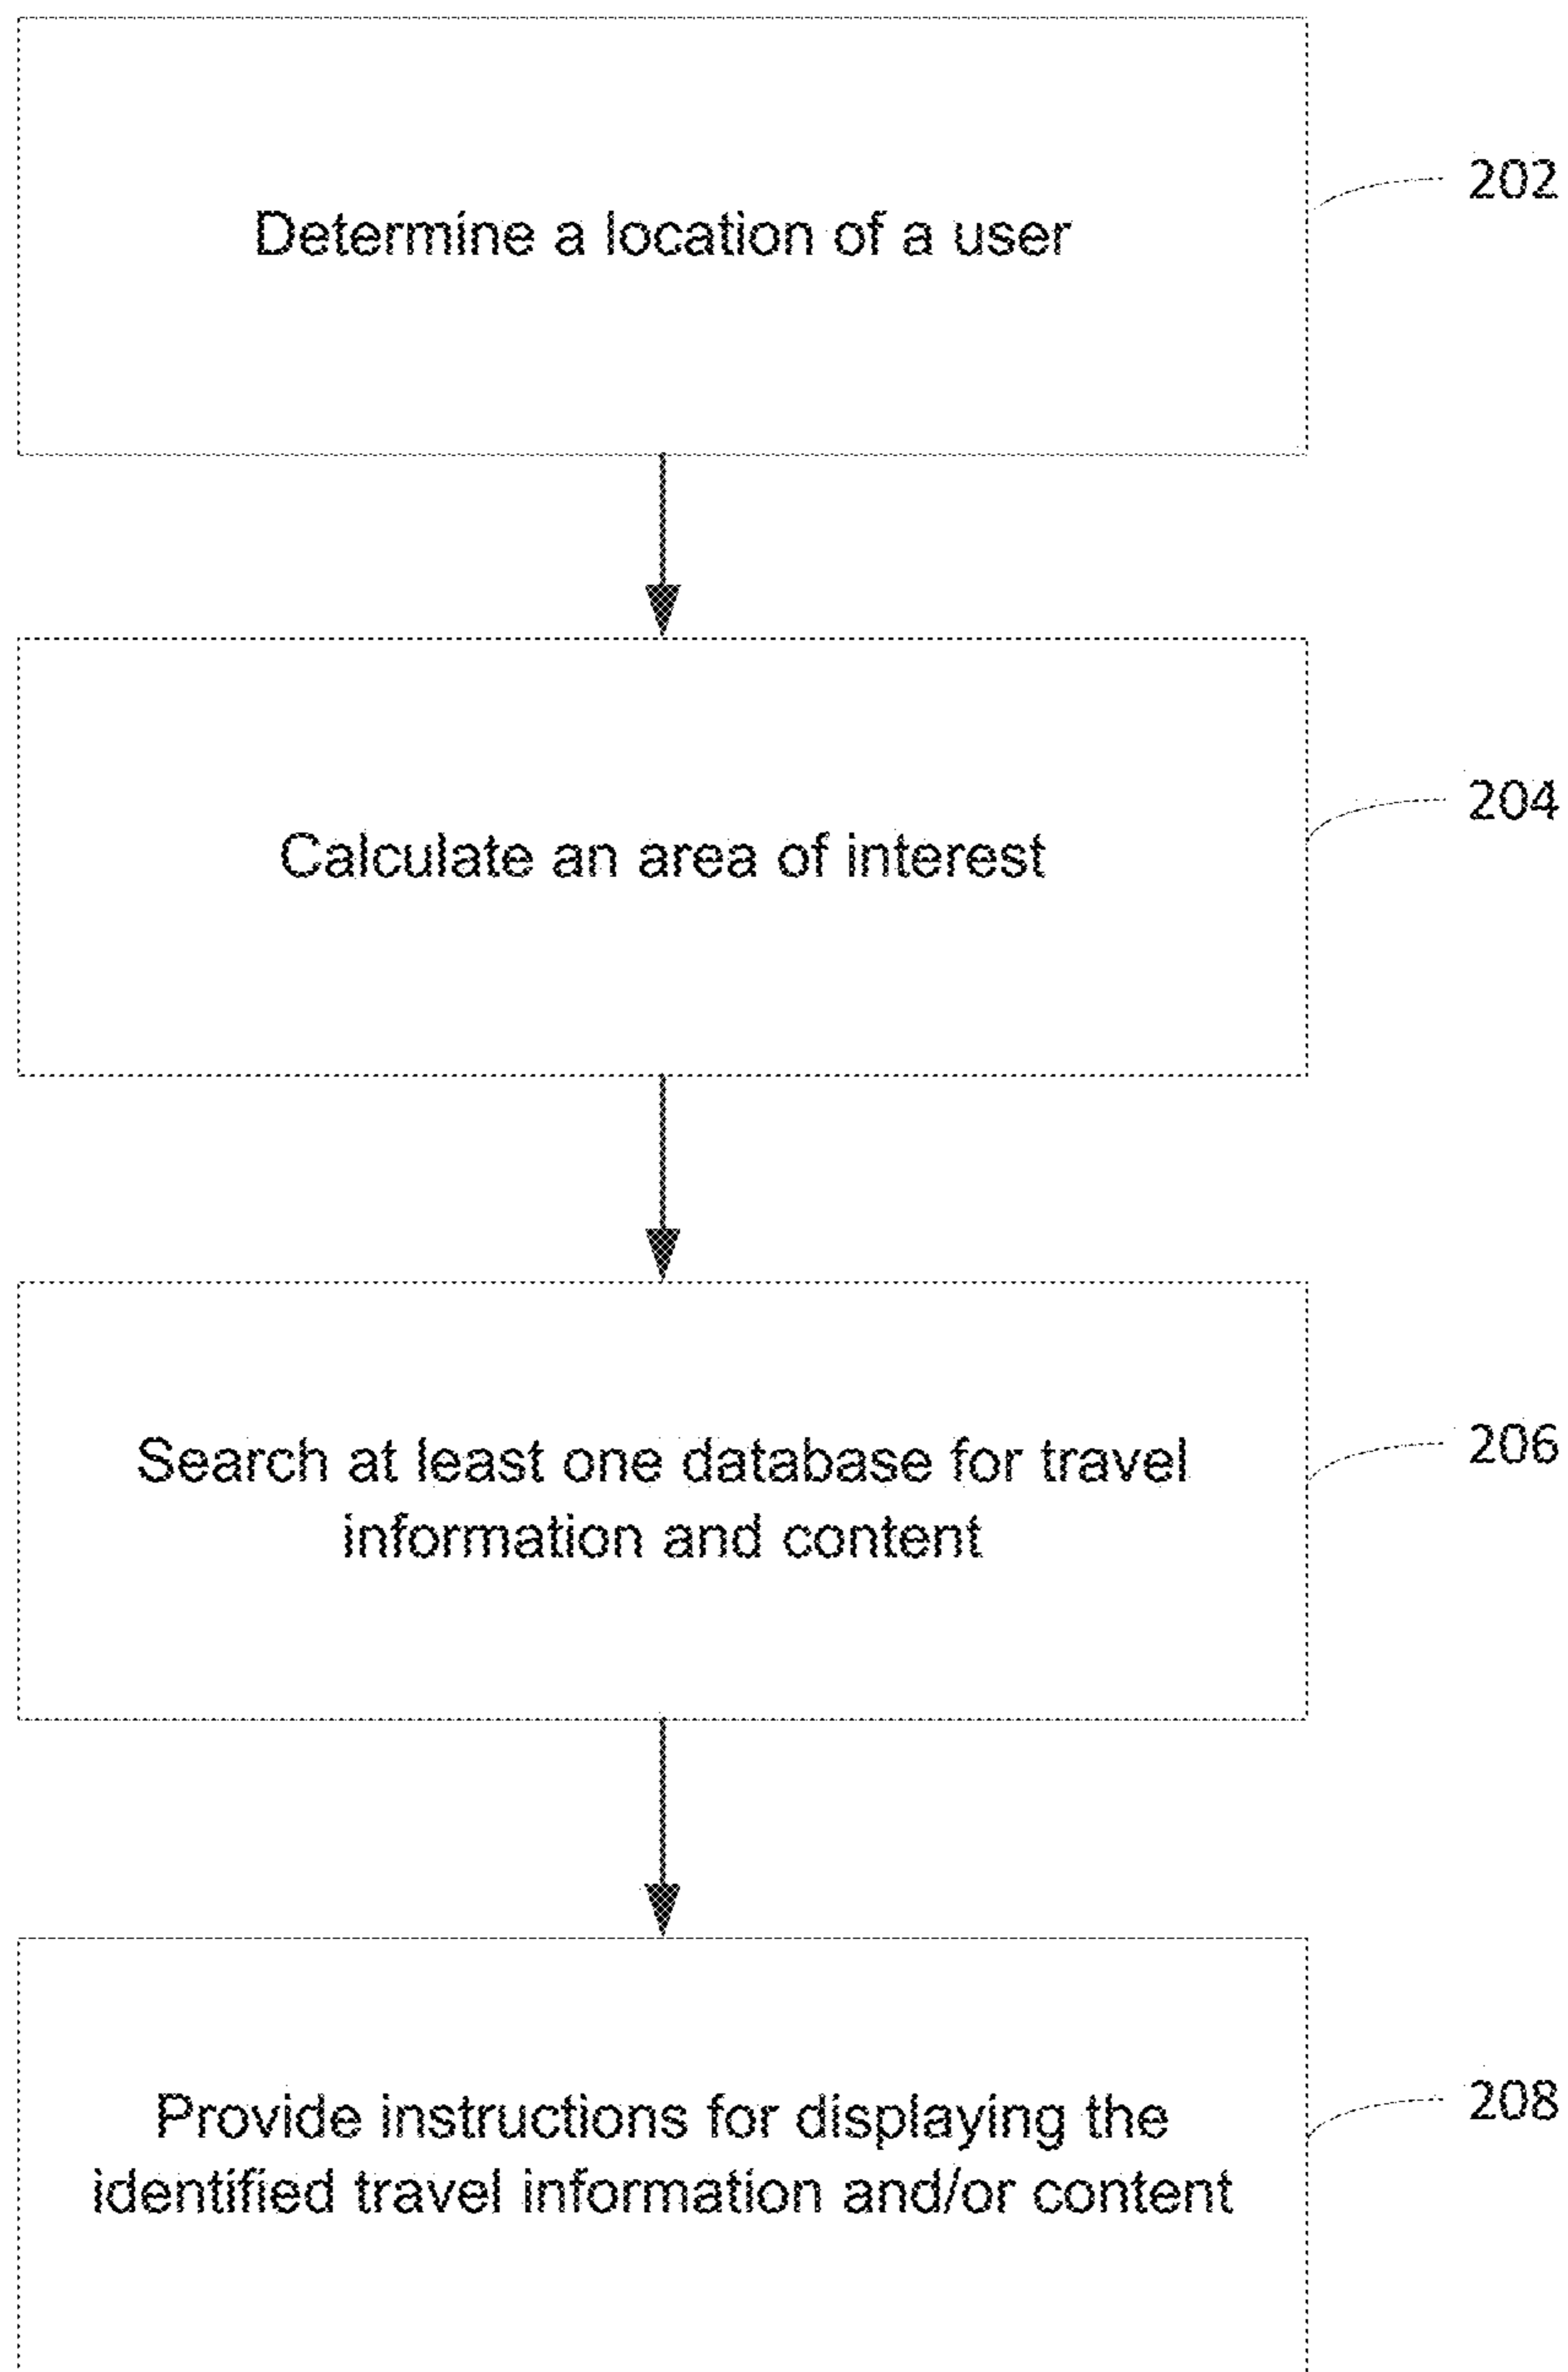 Determine a location of a user
202
Calculate an area of interest
204
Search at least one database for travel
information and content
206
Provide instructions for displaying the
identified travel information and/or content
208